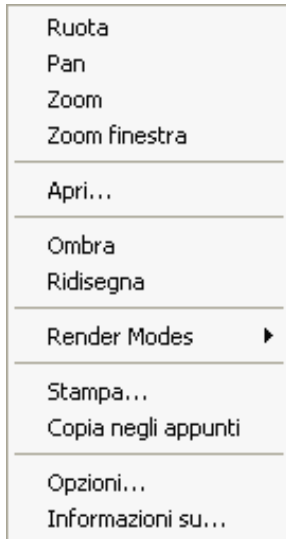 Ruota
Pan
Zoom
Zoom finestra
Apri...
Ombra
Ridisegna
Render Modes
Stampa...
Copia negli appunti
Opzioni...
Informazioni su...